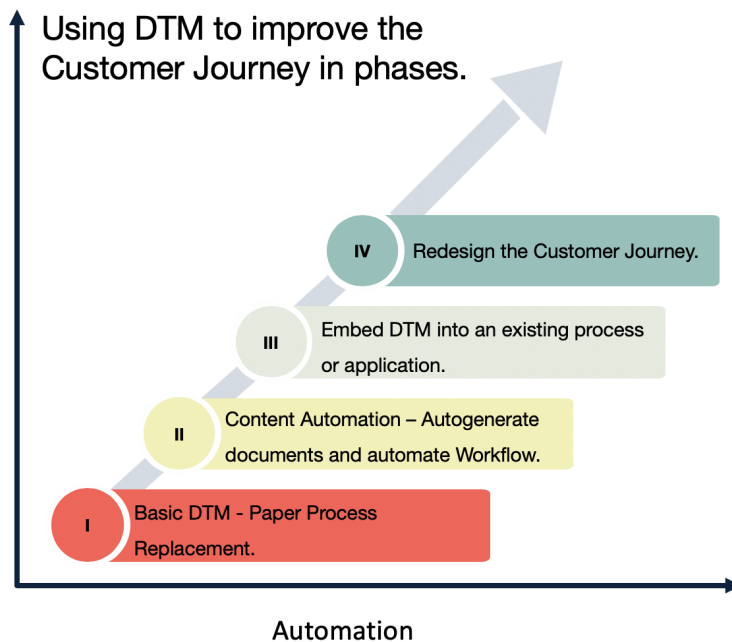 Using DTM to improve the
Customer Journey in phases.
IV
Redesign the Customer Journey.
III
Embed DTM into an existing process
or application.
II
Content Automation – Autogenerate
documents and automate Workflow.
I
Basic DTM - Paper Process
Replacement.
Automation